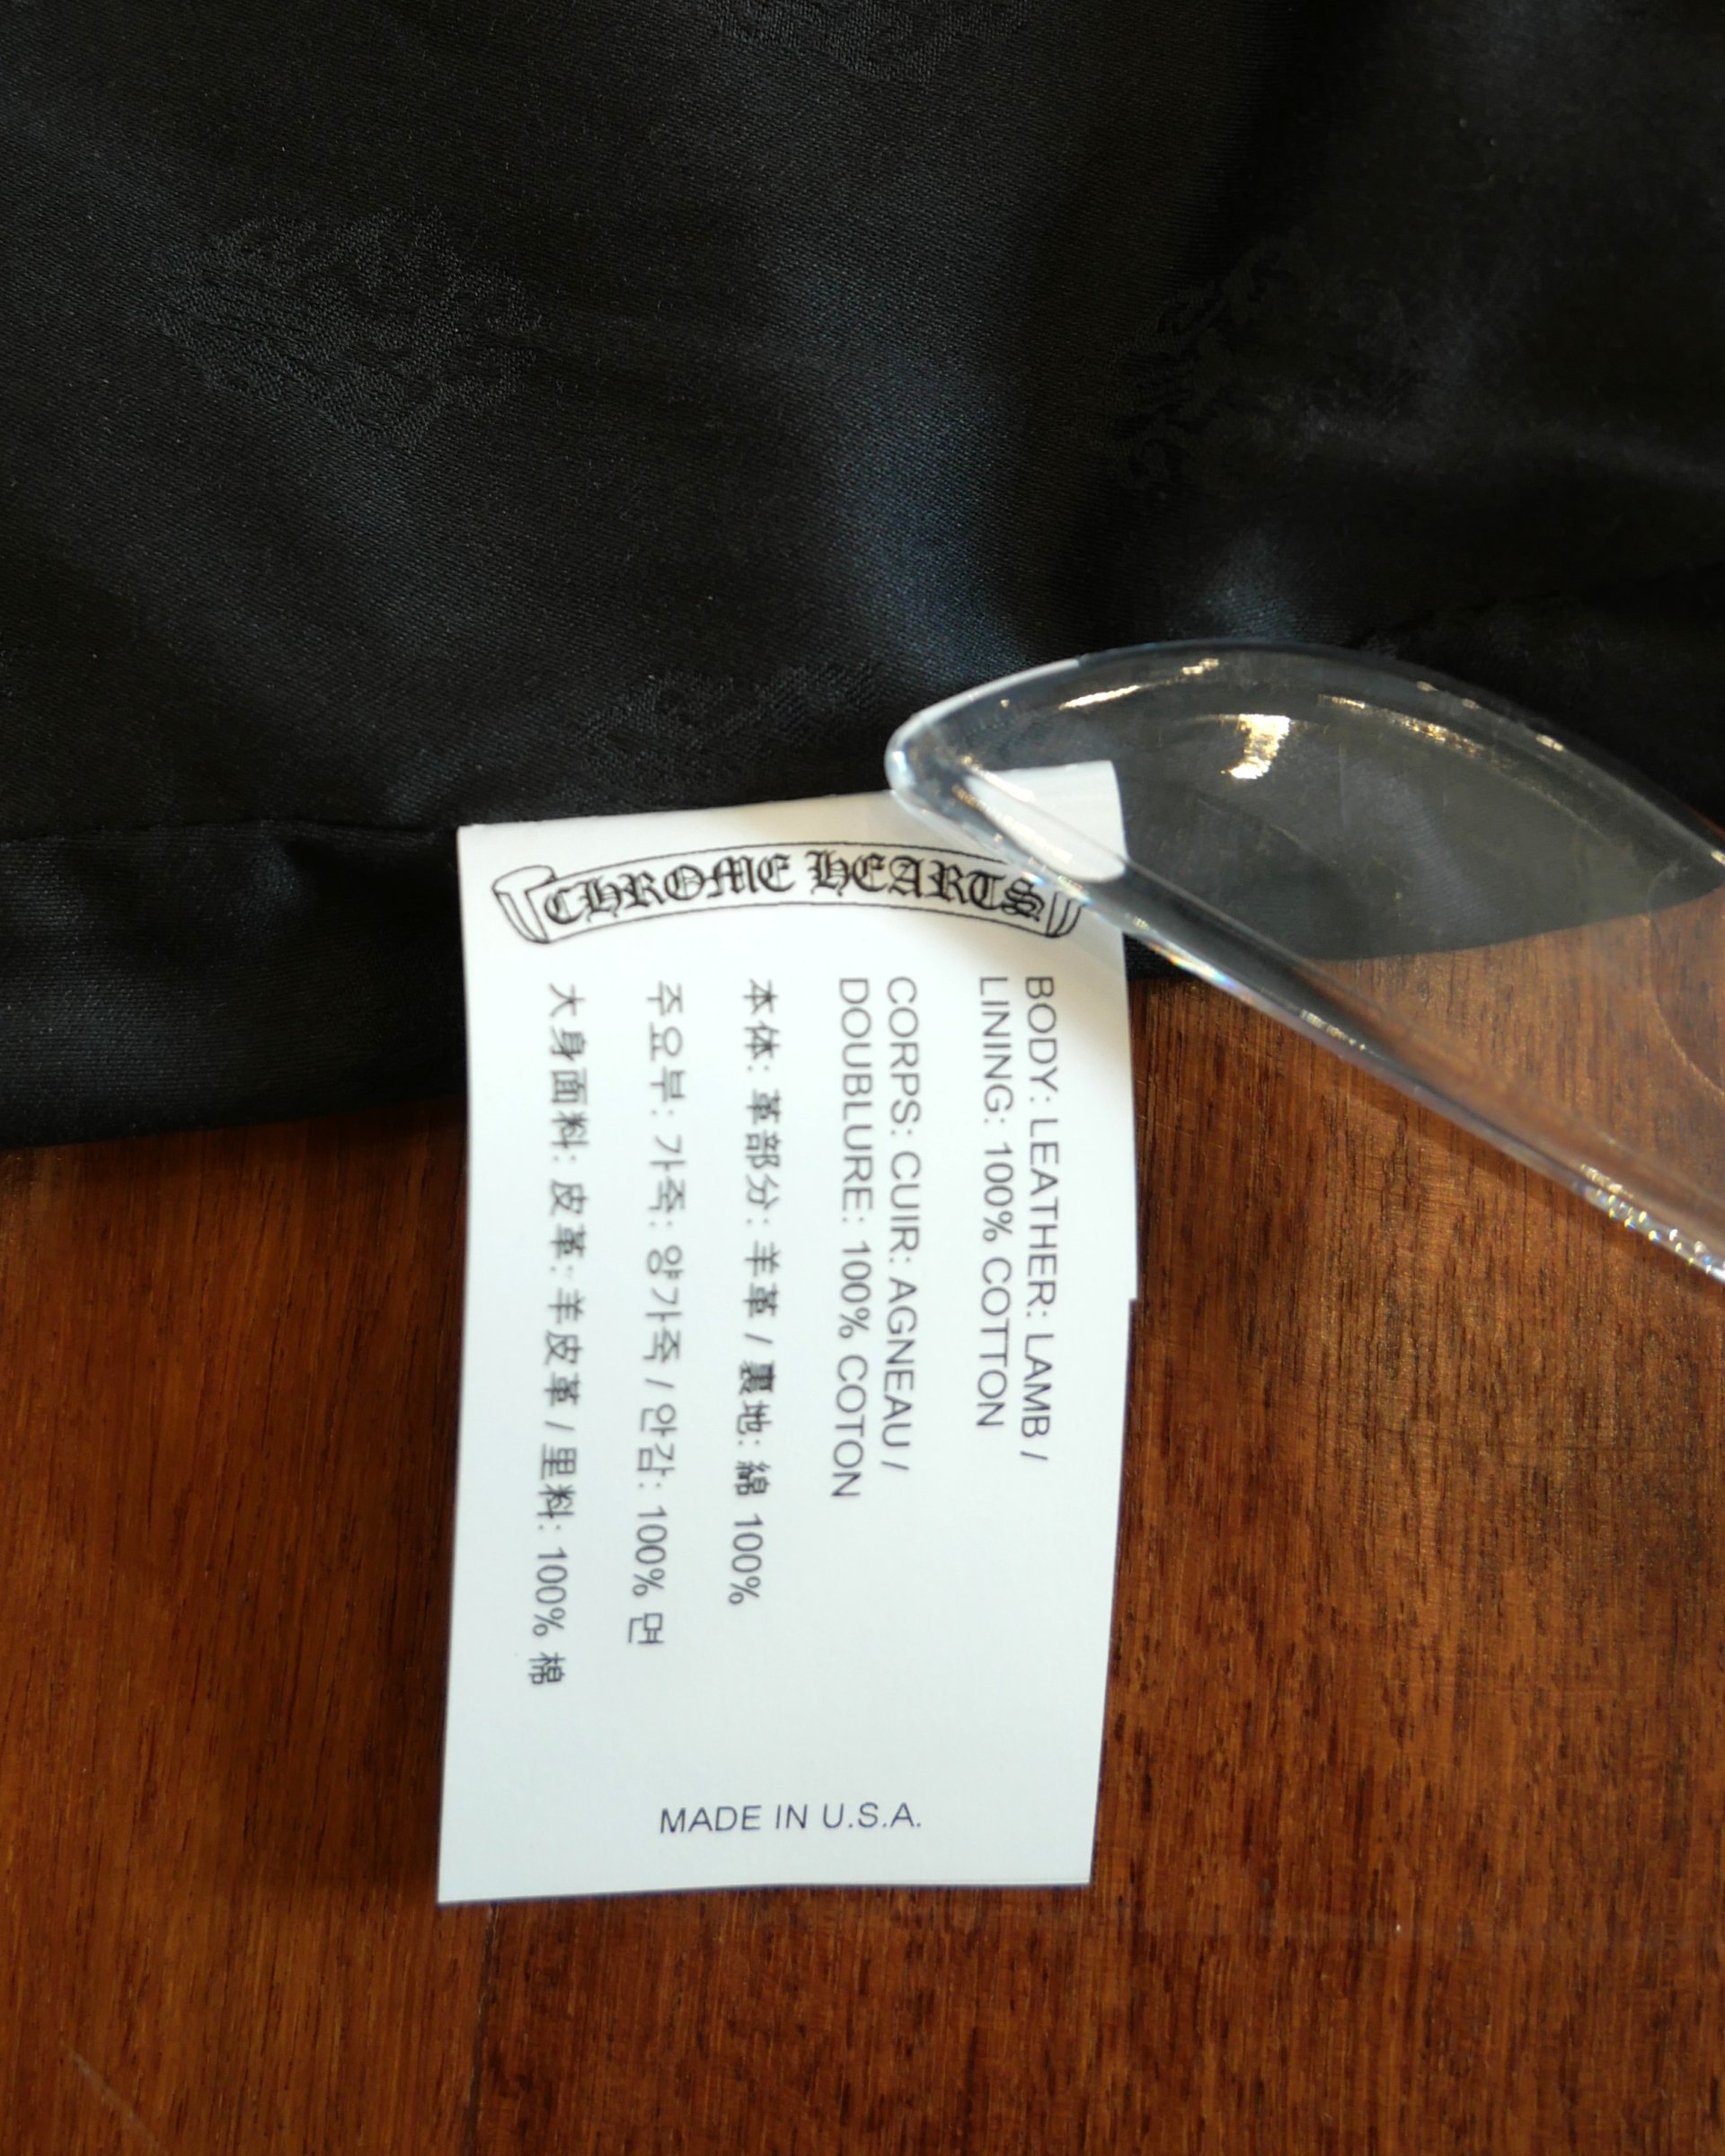 CHROME HEARTS
BODY: LEATHER: LAMB /
LINING: 100% COTTON
CORPS: CUIR: AGNEAU /
DOUBLURE: 100% COTON
本体: 革部分: 羊革 / 裏地: 綿 100%
주요부: 가죽: 양가죽 / 안감: 100% 면
大身面料: 皮革: 羊皮革 / 里料: 100% 棉
MADE IN U.S.A.